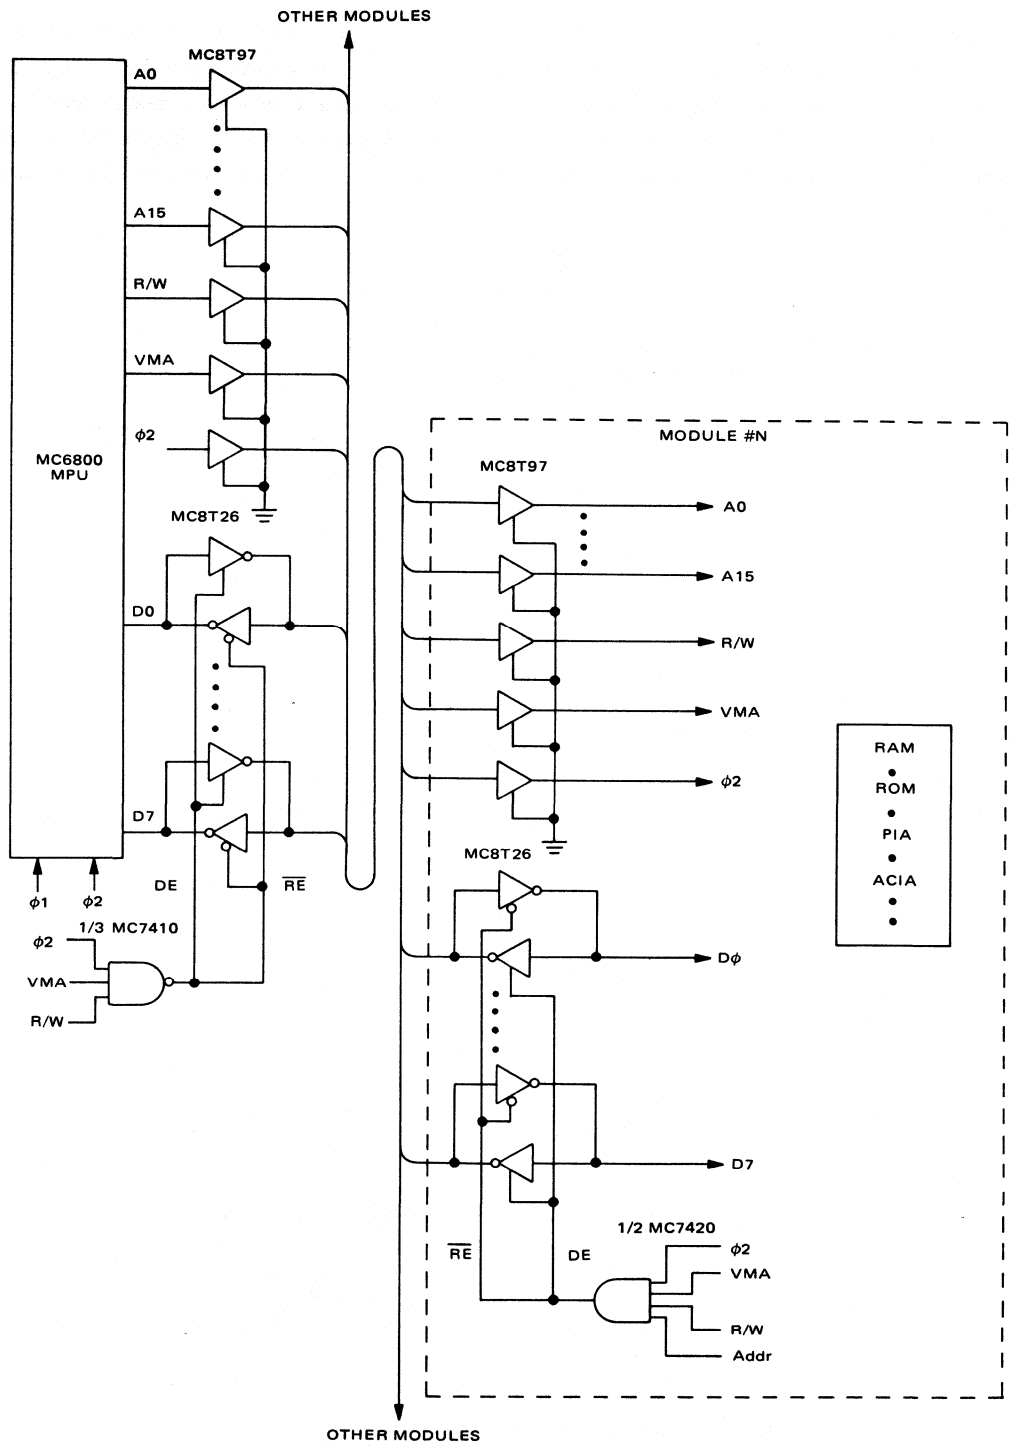 OTHER MODULES
MC8T97
A0
A15
R/W
VMA
ϕ2
MC6800
MPU
MC8T26
D0
D7
DE
RE
ϕ1
ϕ2
1/3 MC7410
ϕ2
VMA
R/W
MODULE #N
MC8T97
A0
A15
R/W
VMA
ϕ2
RAM
ROM
PIA
ACIA
MC8T26
Dϕ
D7
RE
DE
1/2 MC7420
ϕ2
VMA
R/W
Addr
OTHER MODULES